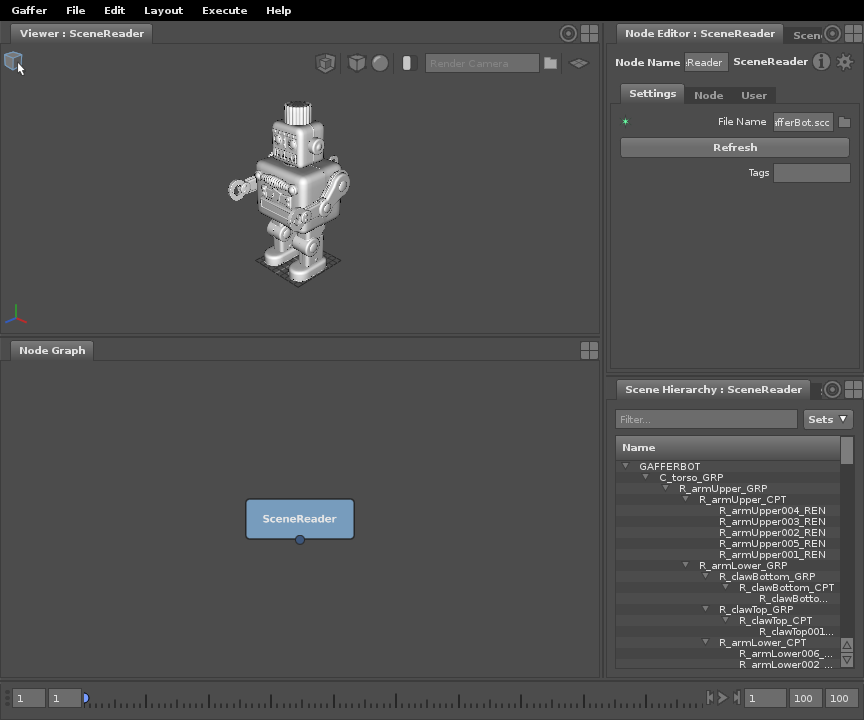 Gaffer File Edit Layout Execute Help
Viewer : SceneReader
Render Camera
Node Graph
SceneReader
Node Editor : SceneReader Scen
Node Name :Reader SceneReader
Settings Node User
File Name afferBot.scc
Refresh
Tags
Scene Hierarchy : SceneReader
Filter... Sets
Name
GAFFERBOT
C_torso_GRP
R_armUpper_GRP
R_armUpper_CPT
R_armUpper004_REN
R_armUpper003_REN
R_armUpper002_REN
R_armUpper005_REN
R_armUpper001_REN
R_armLower_GRP
R_clawBottom_GRP
R_clawBottom_CPT
R_clawBotto...
R_clawTop_GRP
R_clawTop_CPT
R_clawTop001...
R_armLower_CPT
R_armLower006_...
R_armLower002_...
1 1 1 100 100